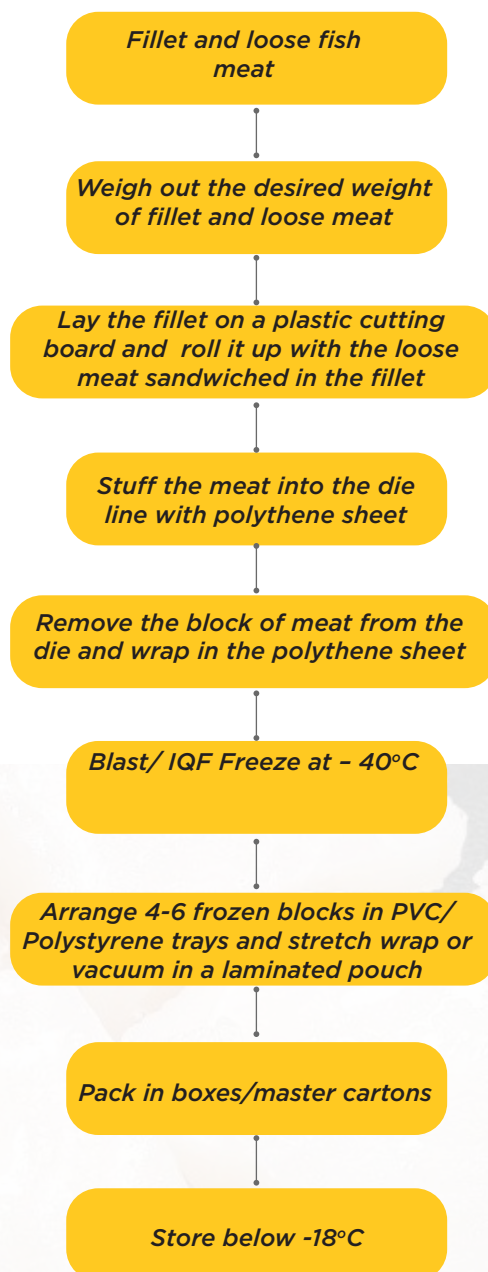 Fillet and loose fish
meat
Weigh out the desired weight
of fillet and loose meat
Lay the fillet on a plastic cutting
board and roll it up with the loose
meat sandwiched in the fillet
Stuff the meat into the die
line with polythene sheet
Remove the block of meat from the
die and wrap in the polythene sheet
Blast/ IQF Freeze at – 40°C
Arrange 4-6 frozen blocks in PVC/
Polystyrene trays and stretch wrap or
vacuum in a laminated pouch
Pack in boxes/master cartons
Store below -18°C